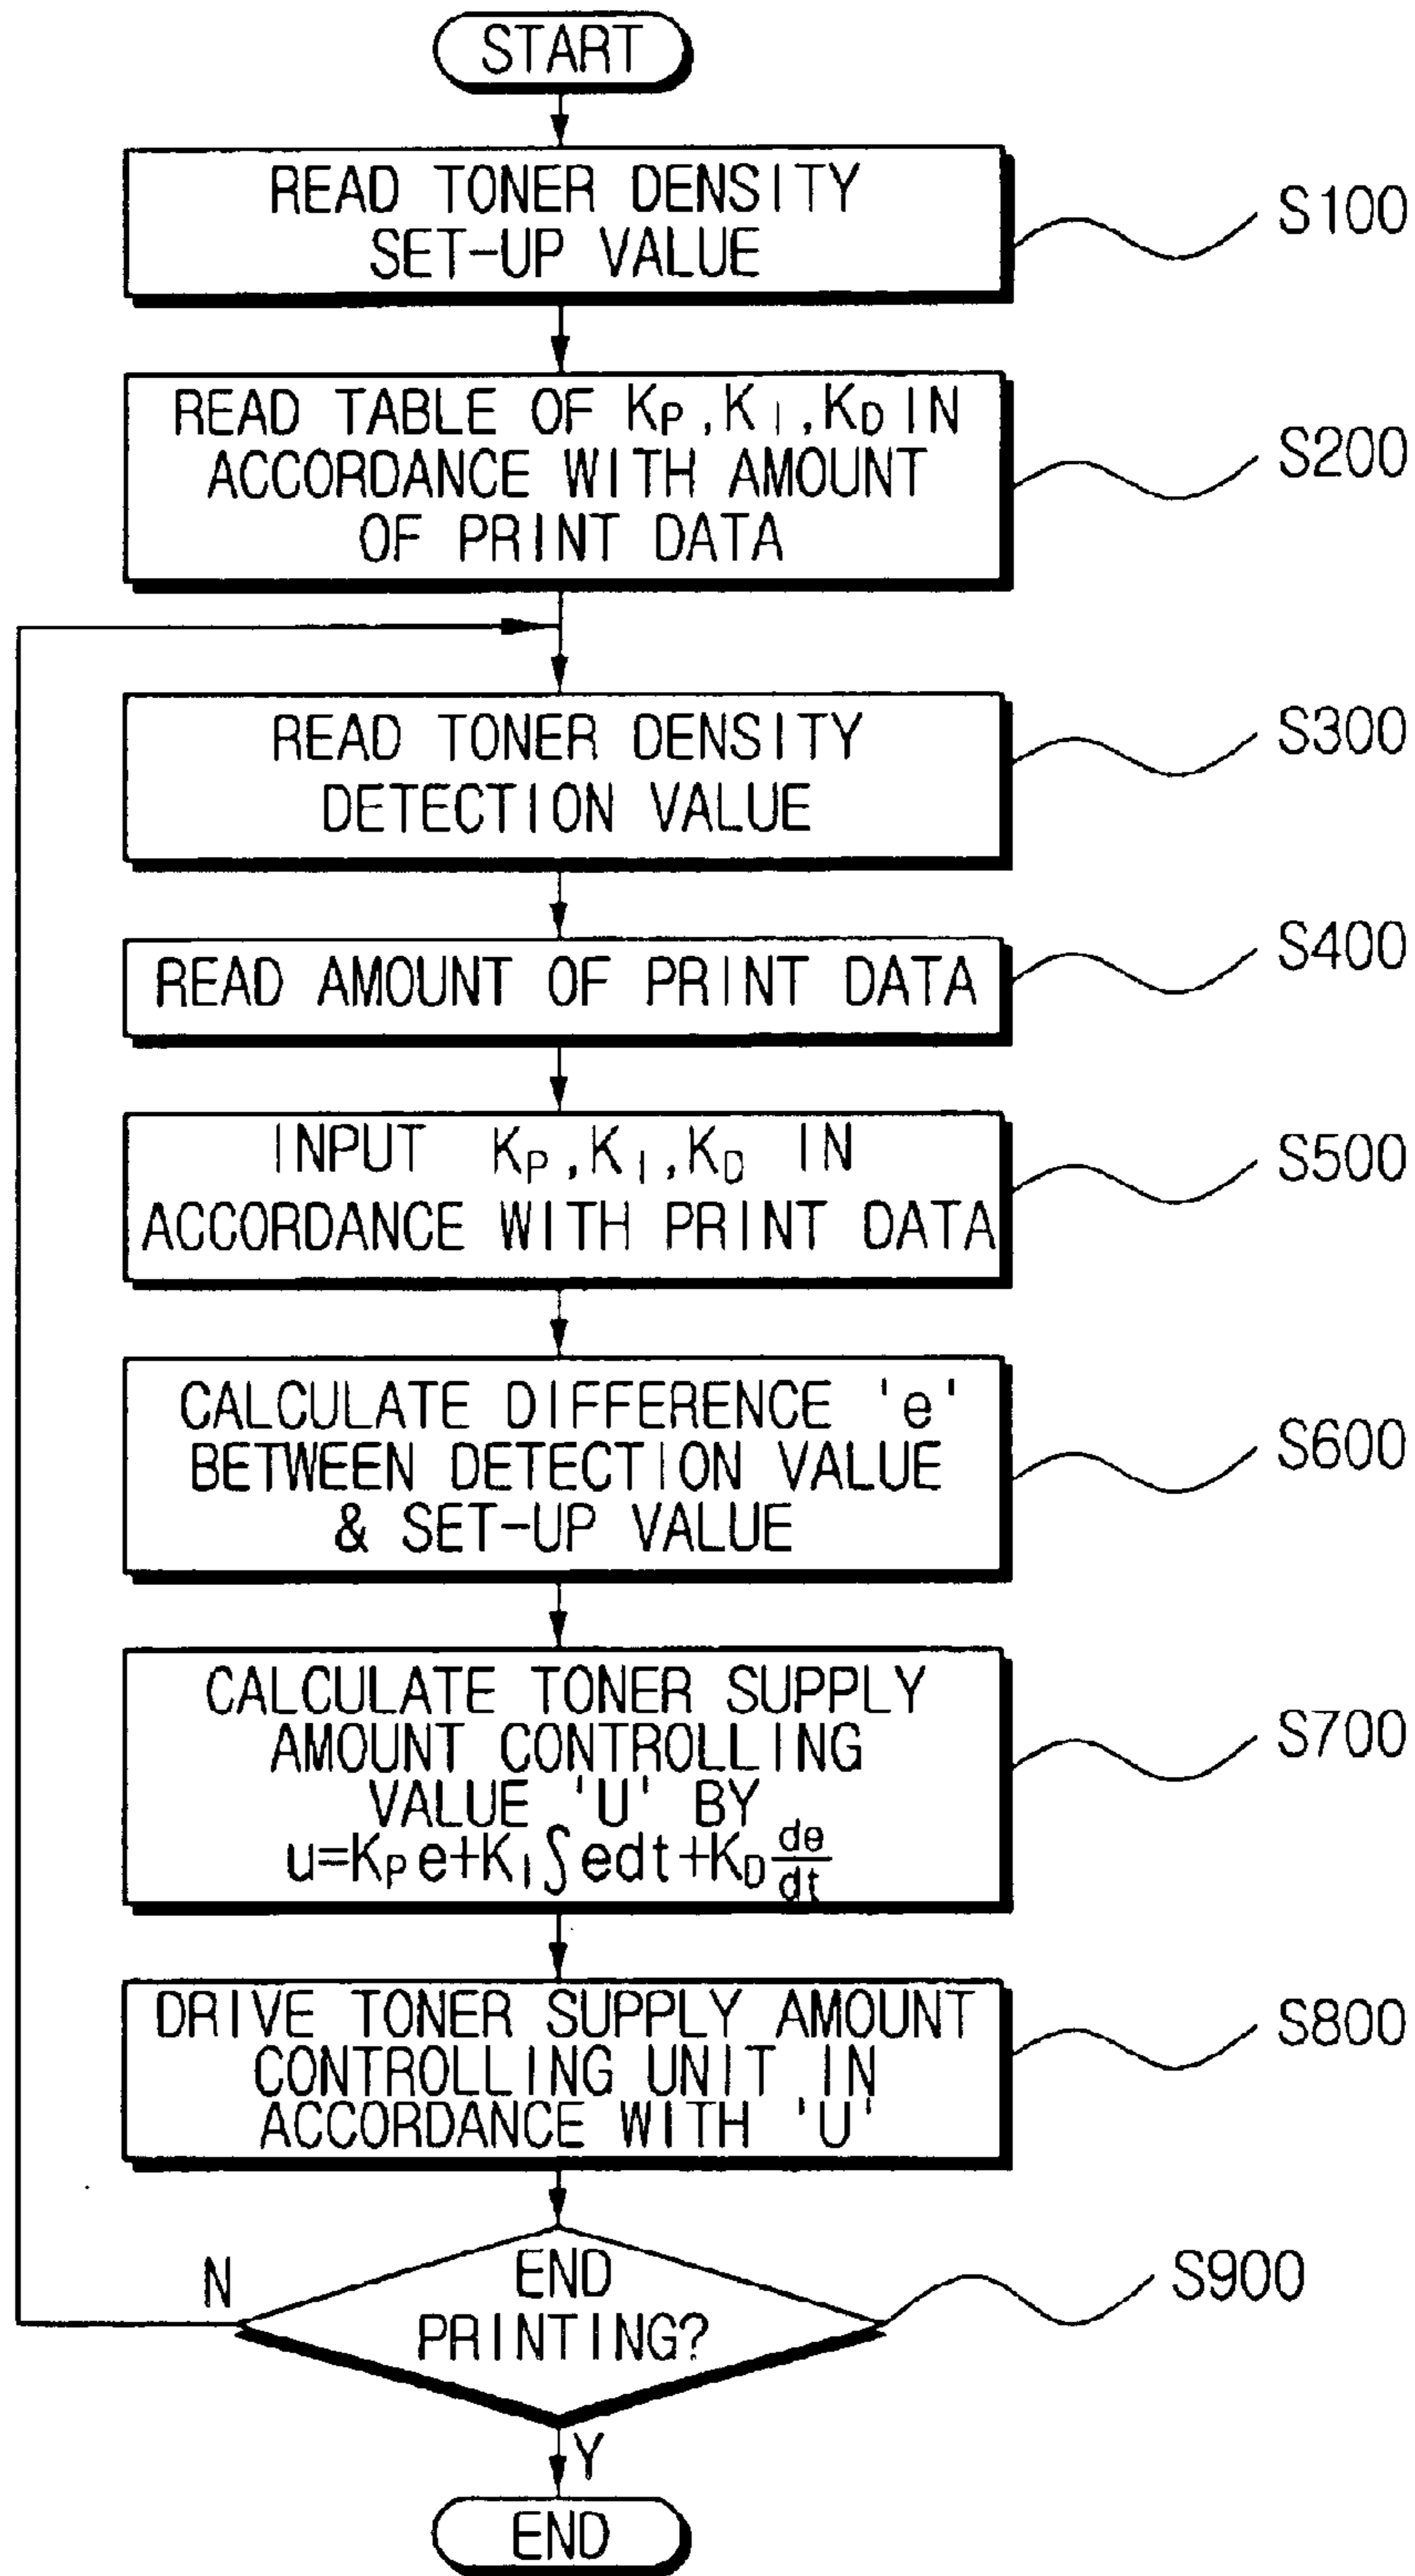 START
READ TONER DENSITY
SET-UP VALUE
S100
READ TABLE OF KP,KI,KD IN
ACCORDANCE WITH AMOUNT
OF PRINT DATA
S200
READ TONER DENSITY
DETECTION VALUE
S300
READ AMOUNT OF PRINT DATA
S400
INPUT KP,KI,KD IN
ACCORDANCE WITH PRINT DATA
S500
CALCULATE DIFFERENCE 'e'
BETWEEN DETECTION VALUE
& SET-UP VALUE
S600
CALCULATE TONER SUPPLY
AMOUNT CONTROLLING
VALUE 'U' BY
u=KPe+KI∫edt+KD de/dt
S700
DRIVE TONER SUPPLY AMOUNT
CONTROLLING UNIT IN
ACCORDANCE WITH 'U'
S800
END
PRINTING?
S900
N
Y
END